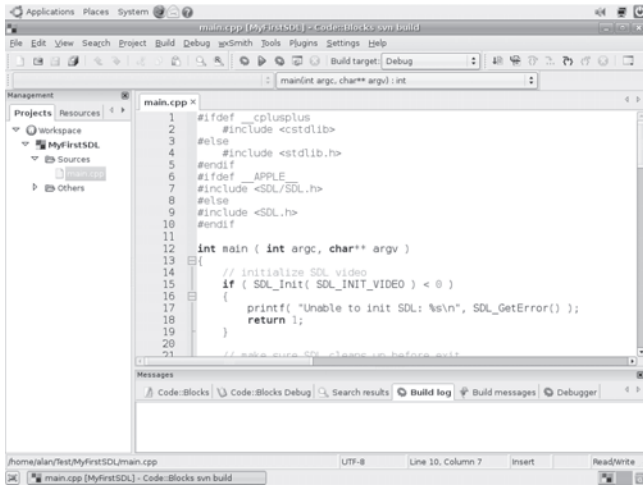 Applications Places System
main.cpp [MyFirstSDL] - Code::Blocks svn build
File Edit View Search Project Build Debug wxSmith Tools Plugins Settings Help
Build target: Debug
main(int argc, char** argv) : int
Management
Projects Resources
Workspace
MyFirstSDL
Sources
main.cpp
Others
main.cpp ×
1 #ifdef __cplusplus
2 #include <cstdlib>
3 #else
4 #include <stdlib.h>
5 #endif
6 #ifdef __APPLE__
7 #include <SDL/SDL.h>
8 #else
9 #include <SDL.h>
10 #endif
11
12 int main ( int argc, char** argv )
13 {
14 // initialize SDL video
15 if ( SDL_Init( SDL_INIT_VIDEO ) < 0 )
16 {
17 printf( "Unable to init SDL: %s\n", SDL_GetError() );
18 return 1;
19 }
20
21 // make sure SDL cleans up before exit
Messages
Code::Blocks Code::Blocks Debug Search results Build log Build messages Debugger
/home/alan/Test/MyFirstSDL/main.cpp UTF-8 Line 10, Column 7 Insert Read/Write
main.cpp [MyFirstSDL] - Code::Blocks svn build